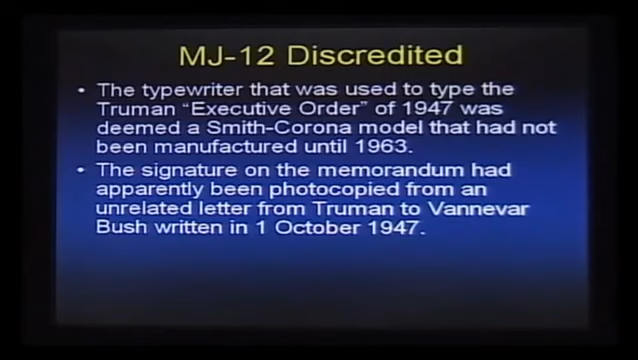 MJ-12 Discredited
• The typewriter that was used to type the
Truman “Executive Order” of 1947 was
deemed a Smith-Corona model that had not
been manufactured until 1963.
• The signature on the memorandum had
apparently been photocopied from an
unrelated letter from Truman to Vannevar
Bush written in 1 October 1947.